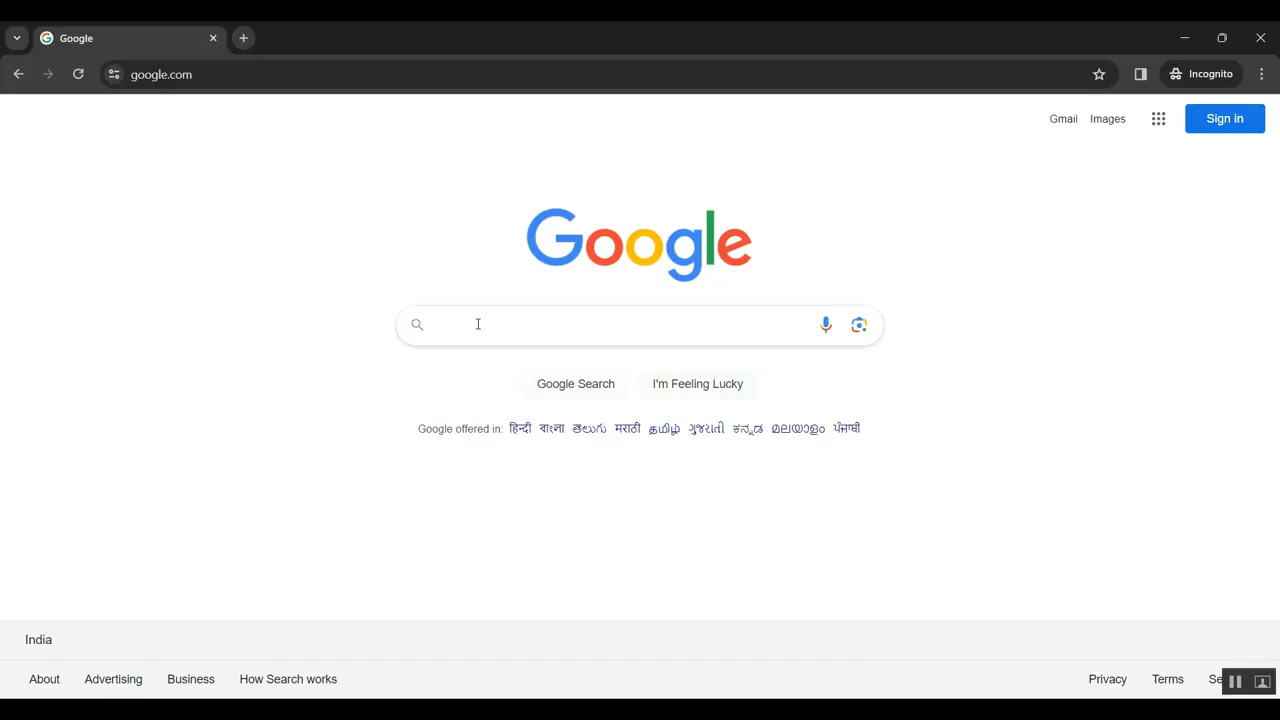 Google
google.com
Incognito
Gmail Images Sign in
Google
Google Search I'm Feeling Lucky
Google offered in: हिन्दी বাংলা తెలుగు मराठी தமிழ் ગુજરાતી ಕನ್ನಡ മലയാളം ਪੰਜਾਬੀ
India
About Advertising Business How Search works Privacy Terms Se